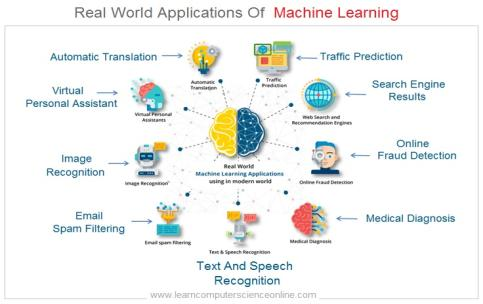 Real World Applications Of Machine Learning
Automatic Translation
Automatic
Translation
Traffic
Prediction
Traffic Prediction
Virtual
Personal Assistant
Virtual Personal
Assistants
Web Search and
Recommendation Engines
Search Engine
Results
Real World
Machine Learning Applications
using in modern world
Image
Recognition
Image Recognition
Online Fraud Detection
Online
Fraud Detection
Email
Spam Filtering
Email spam Filtering
Text & Speech Recognition
Medical Diagnosis
Medical Diagnosis
Text And Speech
Recognition
www.learncomputerscienceonline.com